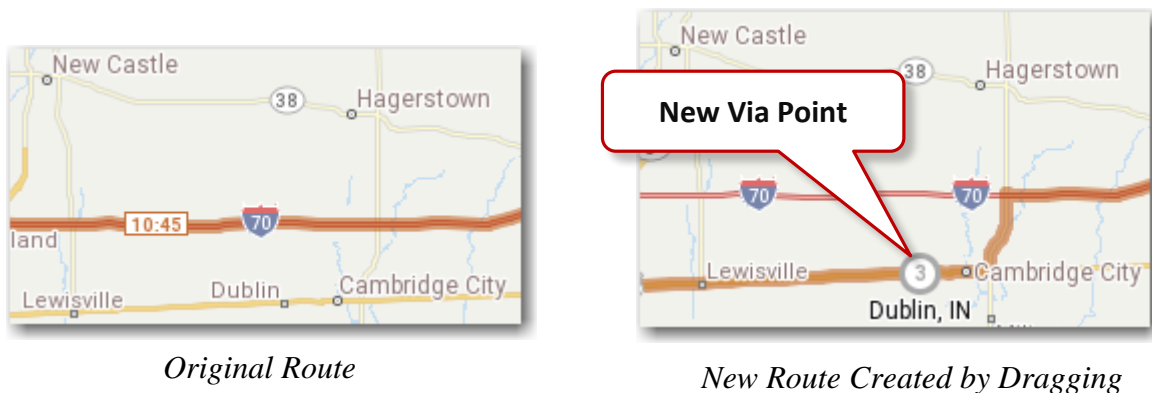 New Castle
38
Hagerstown
10:45
70
land
Lewisville
Dublin
Cambridge City
Original Route
New Castle
38
Hagerstown
New Via Point
70
70
Lewisville
3
Cambridge City
Dublin, IN
New Route Created by Dragging